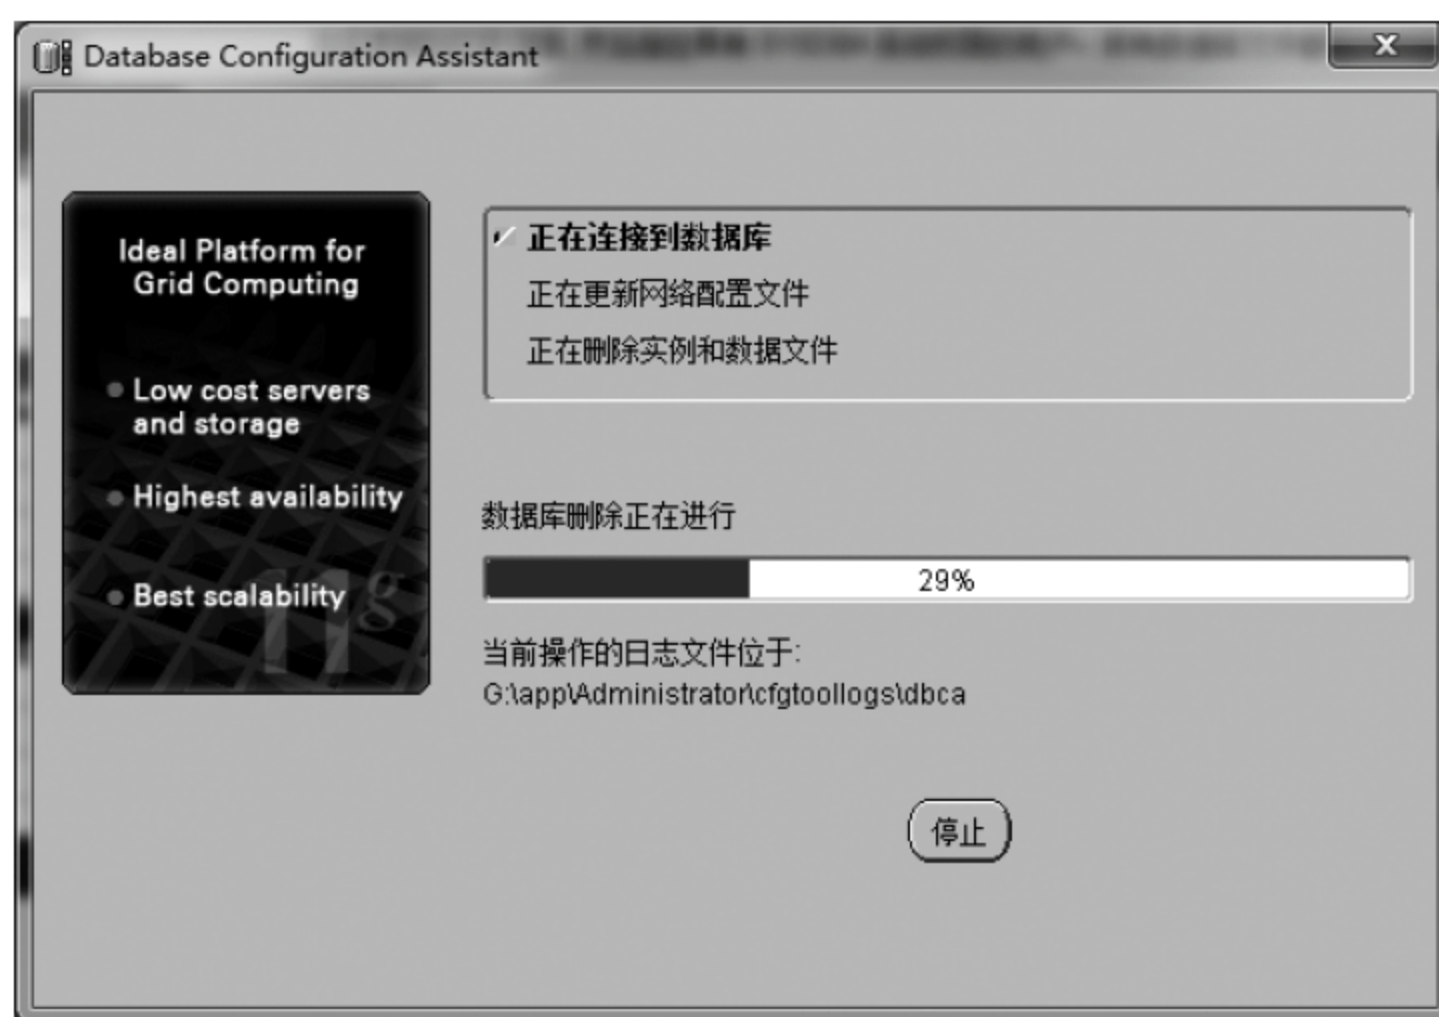 Database Configuration Assistant
Ideal Platform for
Grid Computing
Low cost servers
and storage
Highest availability
Best scalability
11g
正在连接到数据库
正在更新网络配置文件
正在删除实例和数据文件
数据库删除正在进行
29%
当前操作的日志文件位于:
G:\app\Administrator\cfgtoollogs\dbca
停止